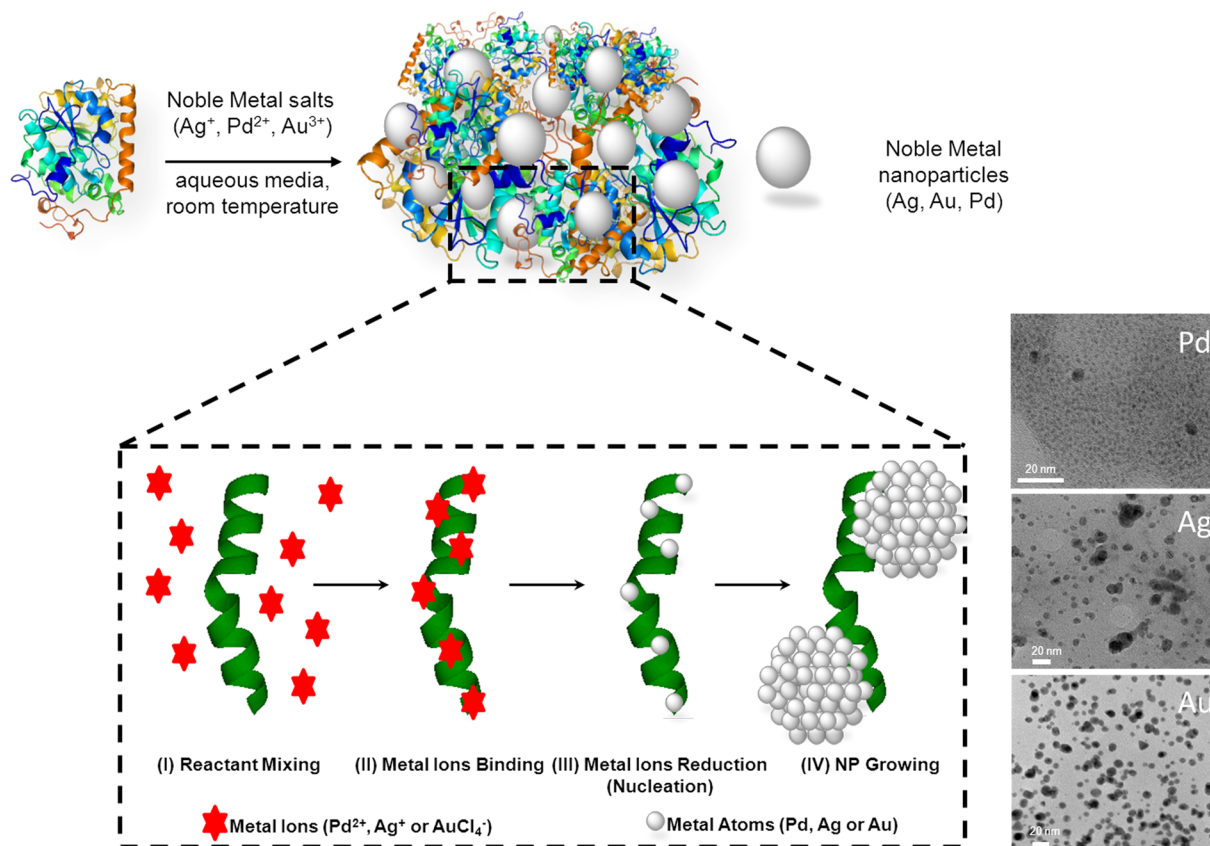 Noble Metal salts
(Ag⁺, Pd²⁺, Au³⁺)
aqueous media,
room temperature
Noble Metal
nanoparticles
(Ag, Au, Pd)
Pd
20 nm
Ag
20 nm
Au
20 nm
(I) Reactant Mixing
(II) Metal Ions Binding
(III) Metal Ions Reduction
(Nucleation)
(IV) NP Growing
Metal Ions (Pd²⁺, Ag⁺ or AuCl₄⁻)
Metal Atoms (Pd, Ag or Au)